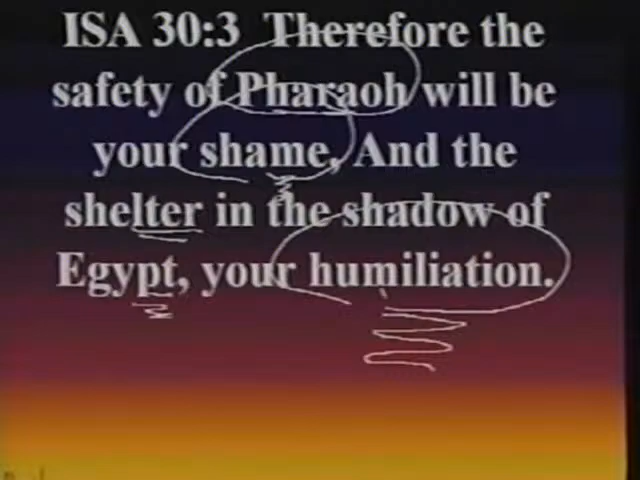 ISA 30:3 Therefore the
safety of Pharaoh will be
your shame, And the
shelter in the shadow of
Egypt, your humiliation.